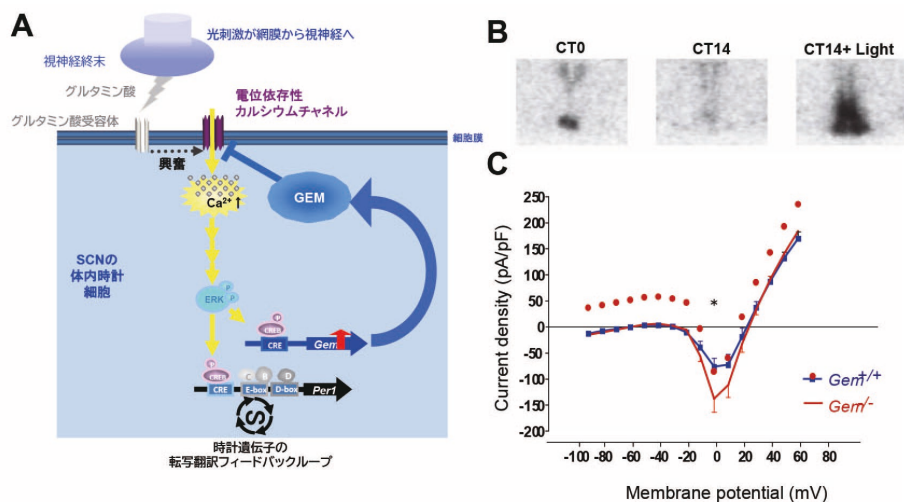 A
光刺激が網膜から視神経へ
視神経終末
グルタミン酸
グルタミン酸受容体
電位依存性
カルシウムチャネル
細胞膜
興奮
Ca²⁺↑
GEM
SCNの
体内時計
細胞
ERK
P
P
P
CREB
CRE
Gem
P
CREB
C
B
D
CRE
E-box
D-box
Per1
時計遺伝子の
転写翻訳フィードバックループ
B
CT0
CT14
CT14+ Light
C
Current density (pA/pF)
250
200
150
100
50
0
-50
-100
-150
-200
*
Gem+/+
Gem-/-
-100
-80
-60
-40
-20
0
20
40
60
80
Membrane potential (mV)